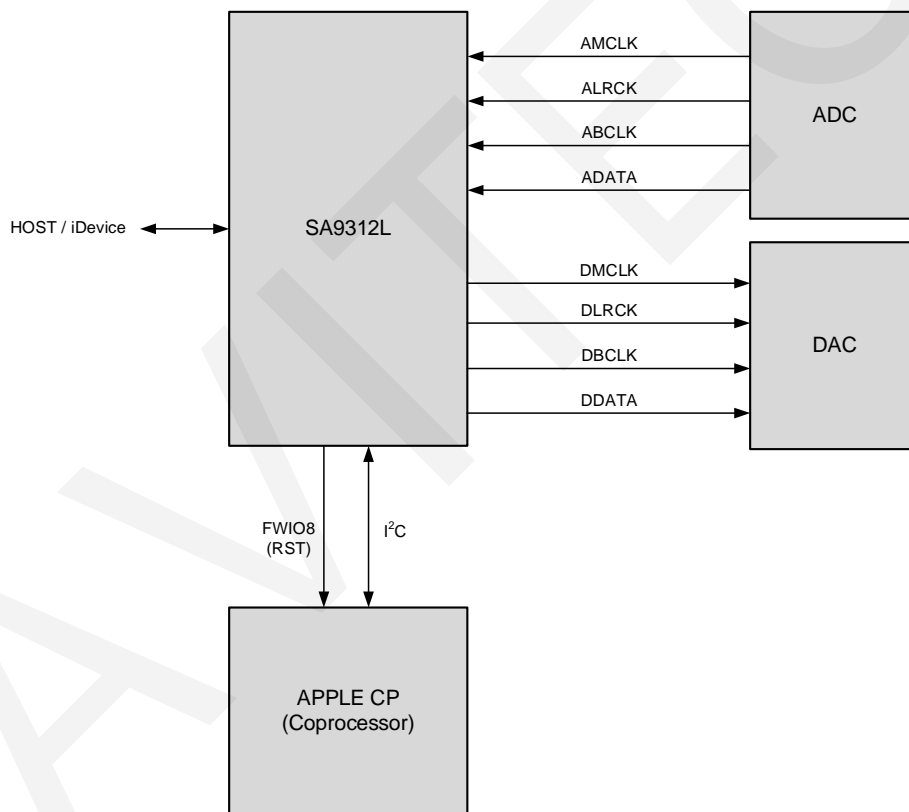 AMCLK
ALRCK
ABCLK
ADATA
ADC
HOST / iDevice
SA9312L
DMCLK
DLRCK
DBCLK
DDATA
DAC
FWIO8
(RST)
I²C
APPLE CP
(Coprocessor)